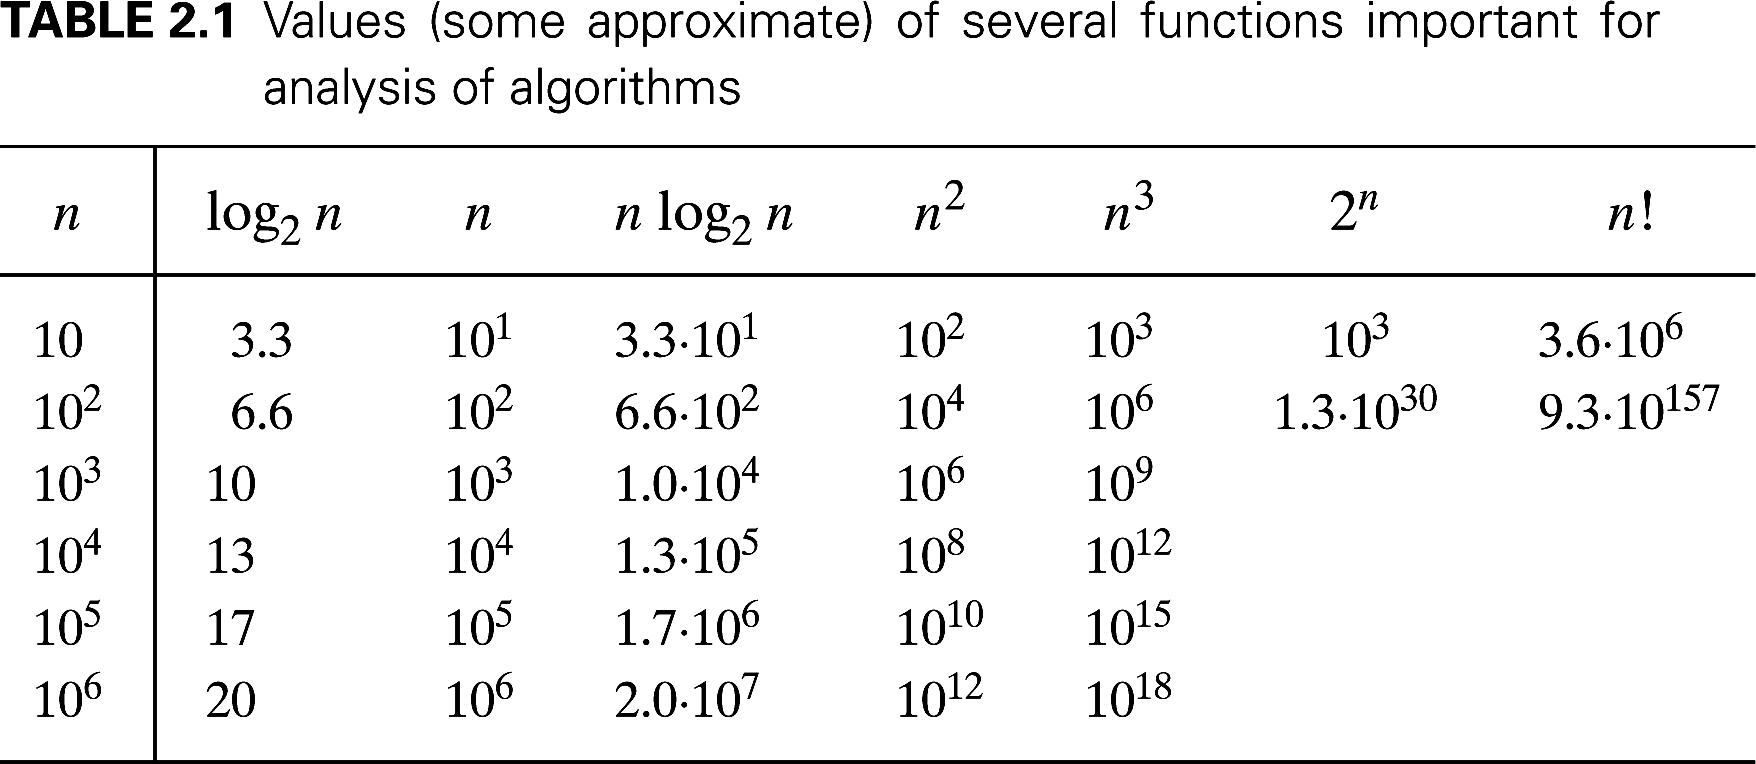 TABLE 2.1 Values (some approximate) of several functions important for
analysis of algorithms
n log₂ n n n log₂ n n² n³ 2ⁿ n!
10 3.3 10¹ 3.3·10¹ 10² 10³ 10³ 3.6·10⁶
10² 6.6 10² 6.6·10² 10⁴ 10⁶ 1.3·10³⁰ 9.3·10¹⁵⁷
10³ 10 10³ 1.0·10⁴ 10⁶ 10⁹
10⁴ 13 10⁴ 1.3·10⁵ 10⁸ 10¹²
10⁵ 17 10⁵ 1.7·10⁶ 10¹⁰ 10¹⁵
10⁶ 20 10⁶ 2.0·10⁷ 10¹² 10¹⁸